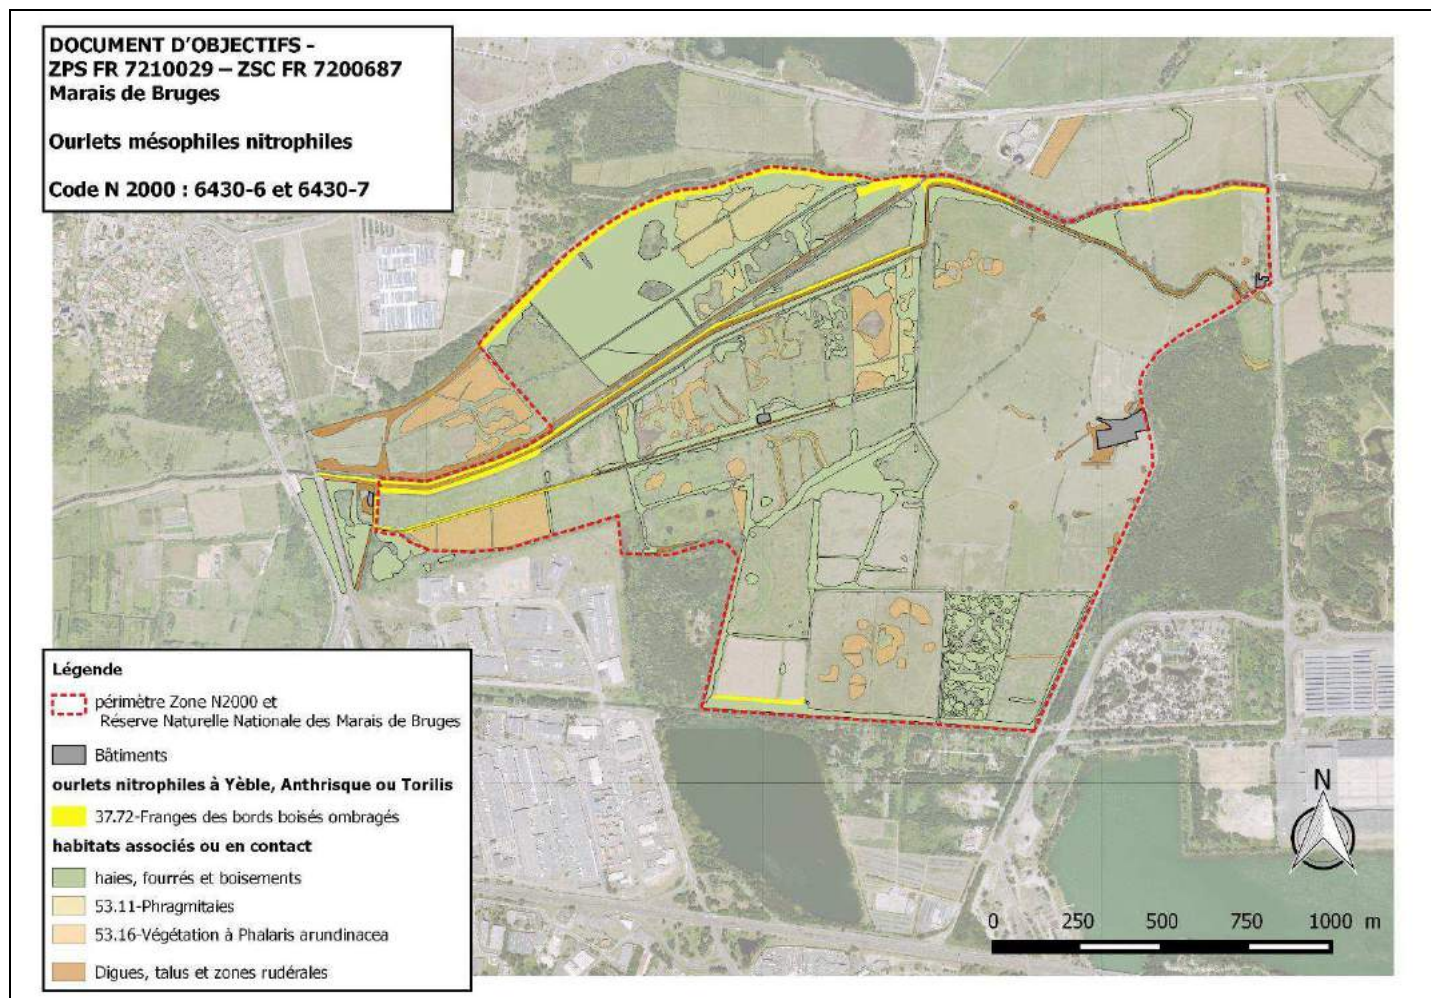 DOCUMENT D'OBJECTIFS -
ZPS FR 7210029 – ZSC FR 7200687
Marais de Bruges
Ourlets mésophiles nitrophiles
Code N 2000 : 6430-6 et 6430-7
Légende
périmètre Zone N2000 et
Réserve Naturelle Nationale des Marais de Bruges
Bâtiments
ourlets nitrophiles à Yèble, Anthrisque ou Torilis
37.72-Franges des bords boisés ombragés
habitats associés ou en contact
haies, fourrés et boisements
53.11-Phragmitaies
53.16-Végétation à Phalaris arundinacea
Digues, talus et zones rudérales
N
0 250 500 750 1000 m